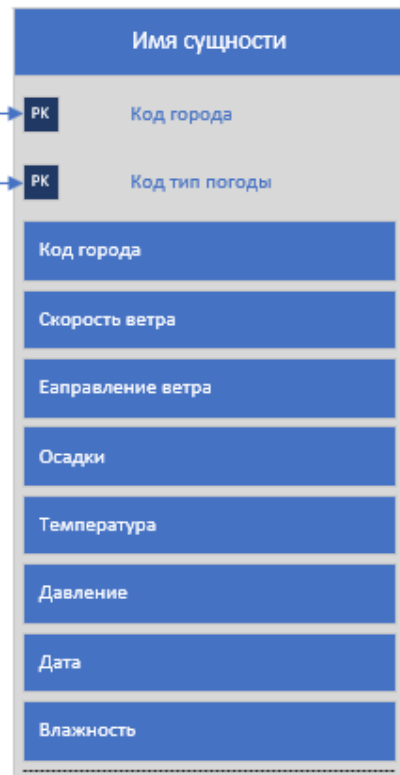 Имя сущности
PK Код города
PK Код тип погоды
Код города
Скорость ветра
Еаправление ветра
Осадки
Температура
Давление
Дата
Влажность